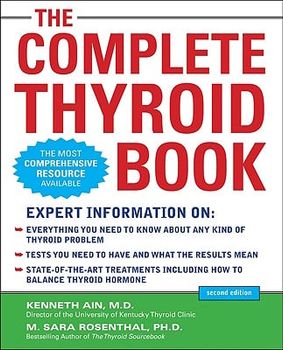 THE
COMPLETE
THYROID
BOOK
THE MOST
COMPREHENSIVE
RESOURCE
AVAILABLE
EXPERT INFORMATION ON:
EVERYTHING YOU NEED TO KNOW ABOUT ANY KIND OF
THYROID PROBLEM
TESTS YOU NEED TO HAVE AND WHAT THE RESULTS MEAN
STATE-OF-THE-ART TREATMENTS INCLUDING HOW TO
BALANCE THYROID HORMONE
second edition
KENNETH AIN, M.D.
Director of the University of Kentucky Thyroid Clinic
M. SARA ROSENTHAL, PH.D.
Bestselling Author of The Thyroid Sourcebook